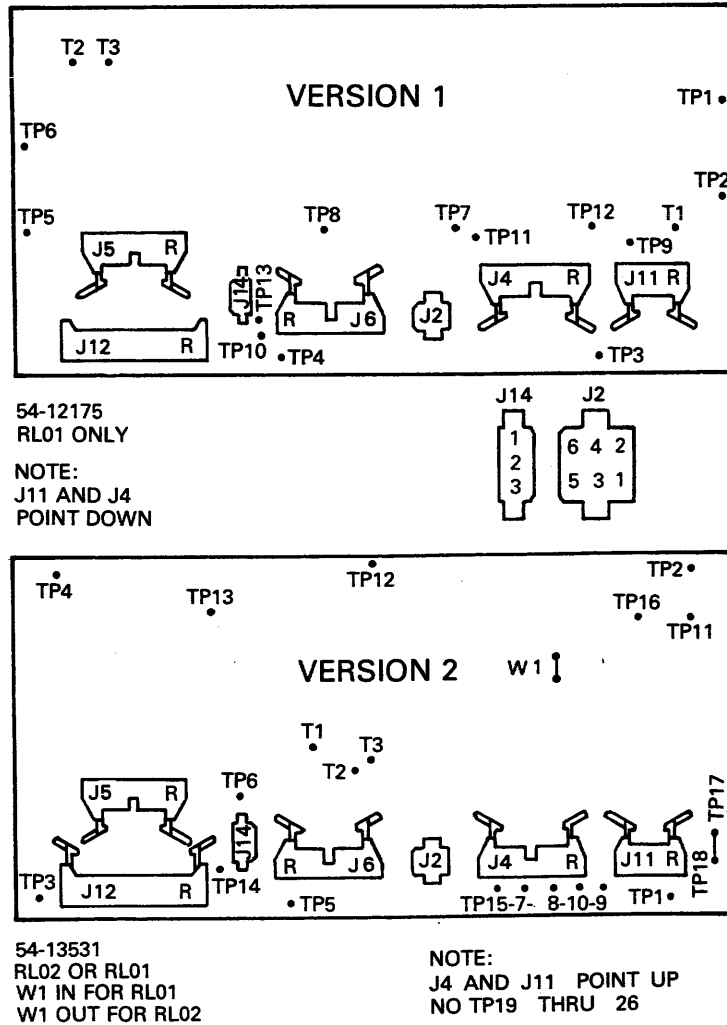 T2 T3
VERSION 1
TP1
TP6
TP2
TP5 TP8 TP7 TP12 T1
TP11 TP9
J5 R
J14 TP13
J4 R J11 R
R J6 J2
J12 R
TP10 TP4 TP3
54-12175
RL01 ONLY
NOTE:
J11 AND J4
POINT DOWN
J14 J2
1
2
3
6 4 2
5 3 1
TP4 TP13 TP12 TP2
TP16 TP11
VERSION 2 W1
T1
T3
T2
J5 R TP6
TP17
J14
R J6 J2 J4 R J11 R
TP18
TP3 J12 R TP14
TP5 TP15-7- 8-10-9 TP1
54-13531
RL02 OR RL01
W1 IN FOR RL01
W1 OUT FOR RL02
NOTE:
J4 AND J11 POINT UP
NO TP19 THRU 26